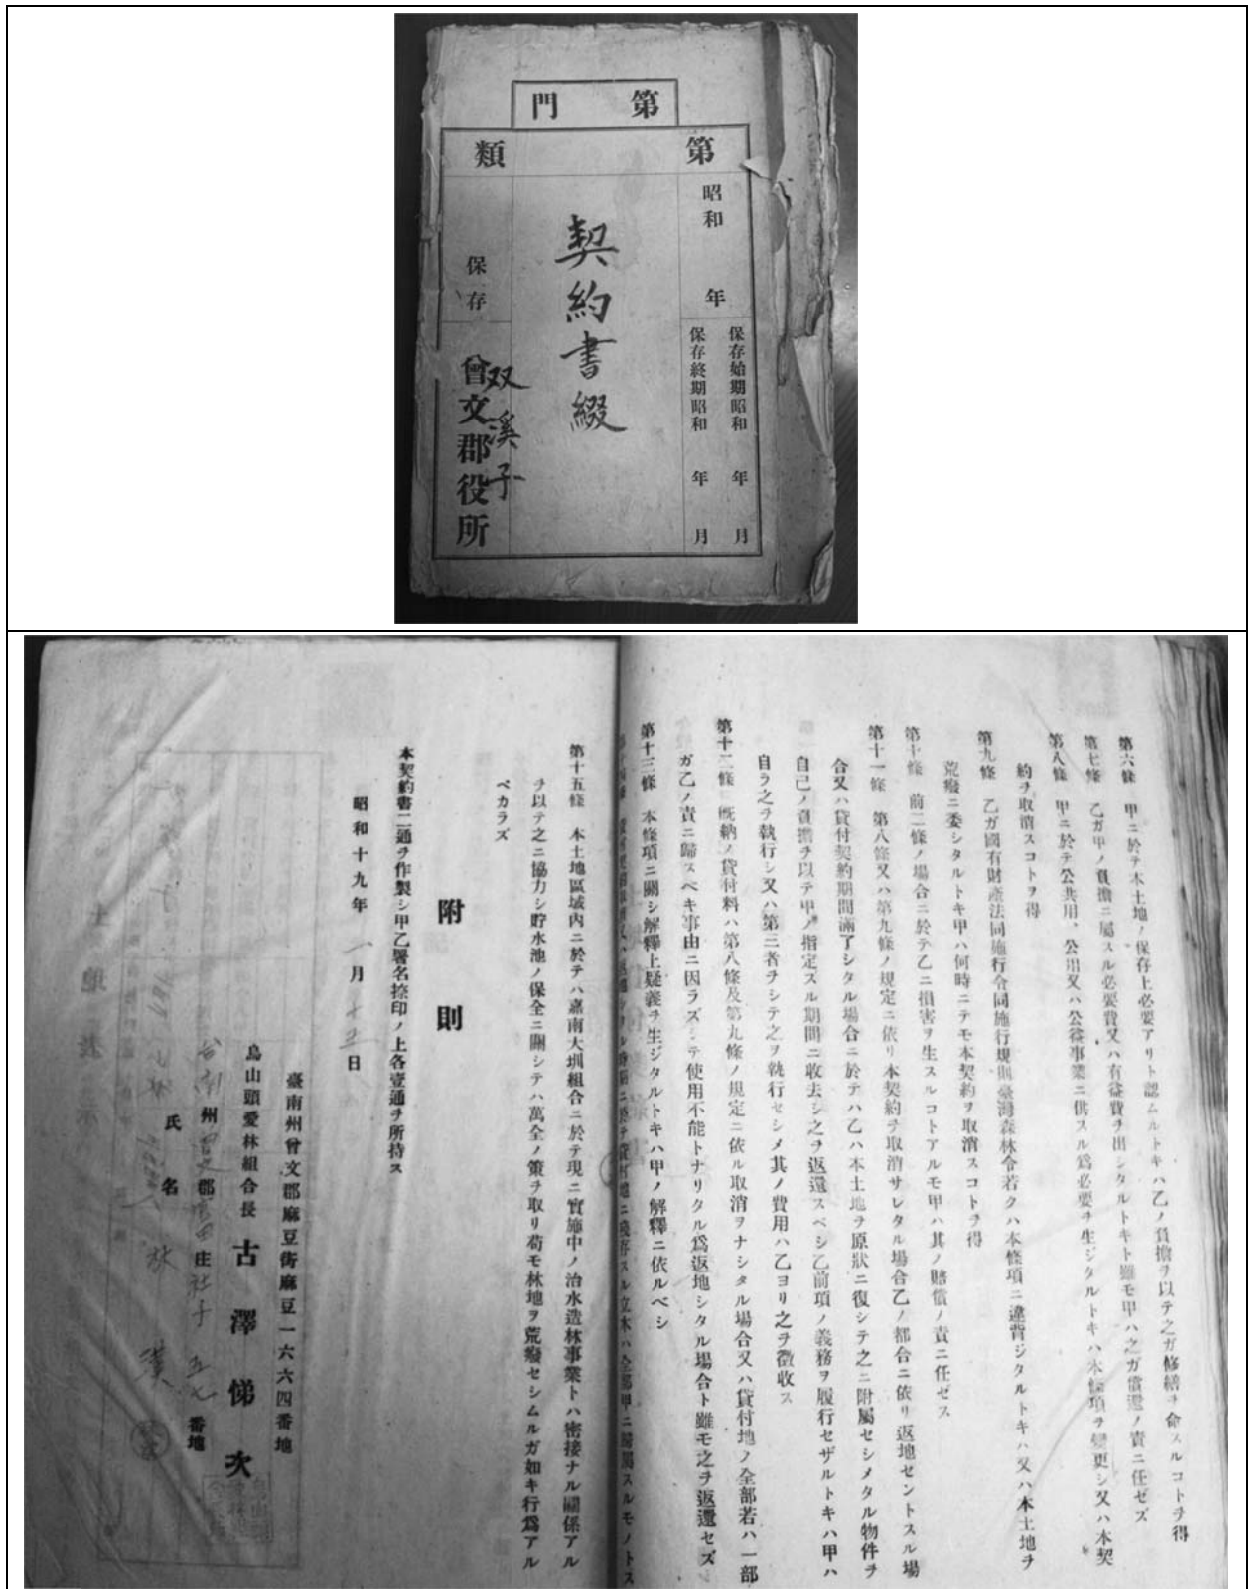 第門
第類
昭和 年
保存始期昭和 年 月
保存終期昭和 年 月
契約書綴
保存
曾文郡役所
双溪子
第六條 甲ニ於テ本土地ノ保存上必要アリト認ムルトキハ乙ノ負擔ヲ以テ之ガ修繕ヲ命スルコトヲ得
第七條 乙ガ甲ノ負擔ニ屬スル必要費又ハ有益費ヲ出シタルトキト雖モ甲ハ之ガ償還ノ責ニ任ゼズ
第八條 甲ニ於テ公共用、公用又ハ公益事業ニ供スル爲必要ヲ生ジタルトキハ本條項ヲ變更シ又ハ本契
約ヲ取消スコトヲ得
第九條 乙ガ國有財產法同施行令同施行規則臺灣森林令若クハ本條項ニ違背ジタルトキハ又ハ本土地ヲ
荒廢ニ委シタルトキ甲ハ何時ニテモ本契約ヲ取消スコトヲ得
第十條 前二條ノ場合ニ於テ乙ニ損害ヲ生スルコトアルモ甲ハ其ノ賠償ノ責ニ任ゼス
第十一條 第八條又ハ第九條ノ規定ニ依リ本契約ヲ取消サレタル場合乙ノ都合ニ依リ返地セントスル場
合又ハ貸付契約期間滿了シタル場合ニ於テハ乙ハ本土地ヲ原狀ニ復シテ之ニ附屬セシメタル物件ヲ
自己ノ負擔ヲ以テ甲ノ指定スル期間ニ收去シ之ヲ返還スベシ乙前項ノ義務ヲ履行セザルトキハ甲ハ
自ラ之ヲ執行シ又ハ第三者ヲシテ之ヲ執行セシメ其ノ費用ハ乙ヨリ之ヲ徵收ス
第十二條 既納ノ貸付料ハ第八條及第九條ノ規定ニ依ル取消ヲナシタル場合又ハ貸付地ノ全部若ハ一部
ガ乙ノ責ニ歸スベキ事由ニ因ラズシテ使用不能トナリタル爲返地シタル場合ト雖モ之ヲ返還セズ
第十三條 本條項ニ關シ解釋上疑義ヲ生ジタルトキハ甲ノ解釋ニ依ルベシ
殘存スル立木ハ全部甲ニ歸屬スルモノトス
第十五條 本土地區域內ニ於テハ嘉南大圳組合ニ於テ現ニ實施中ノ治水造林事業トハ密接ナル關係アル
ヲ以テ之ニ協力シ貯水池ノ保全ニ關シテハ萬全ノ策ヲ取リ苟モ林地ヲ荒廢セシムルガ如キ行爲アル
ベカラズ
附則
本契約書二通ヲ作製シ甲乙署名捺印ノ上各壹通ヲ所持ス
昭和十九年一月十五日
臺南州曾文郡麻豆街麻豆一六六四番地
烏山頭愛林組合長 古澤悌次
台南州曾文郡官田庄社子 五七番地
氏名